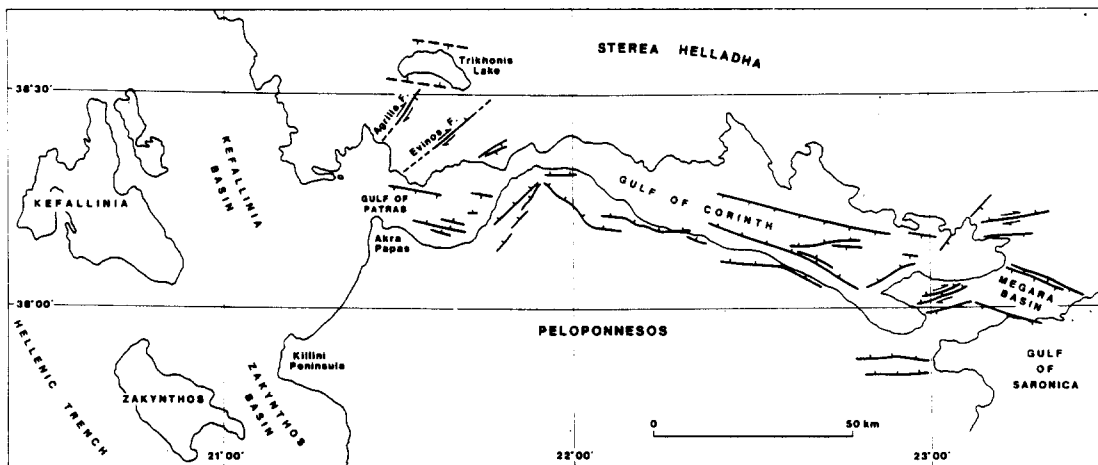 STEREA HELLADHA
Trikhonis
Lake
38°30'
Agrilia F.
Evinos F.
KEFALLINIA
BASIN
KEFALLINIA
GULF OF
PATRAS
GULF OF CORINTH
Akra
Papas
MEGARA
BASIN
38°00'
HELLENIC TRENCH
PELOPONNESOS
Killini
Peninsula
GULF
OF
SARONICA
ZAKYNTHOS
ZAKYNTHOS
BASIN
0 50 km
21°00' 22°00' 23°00'